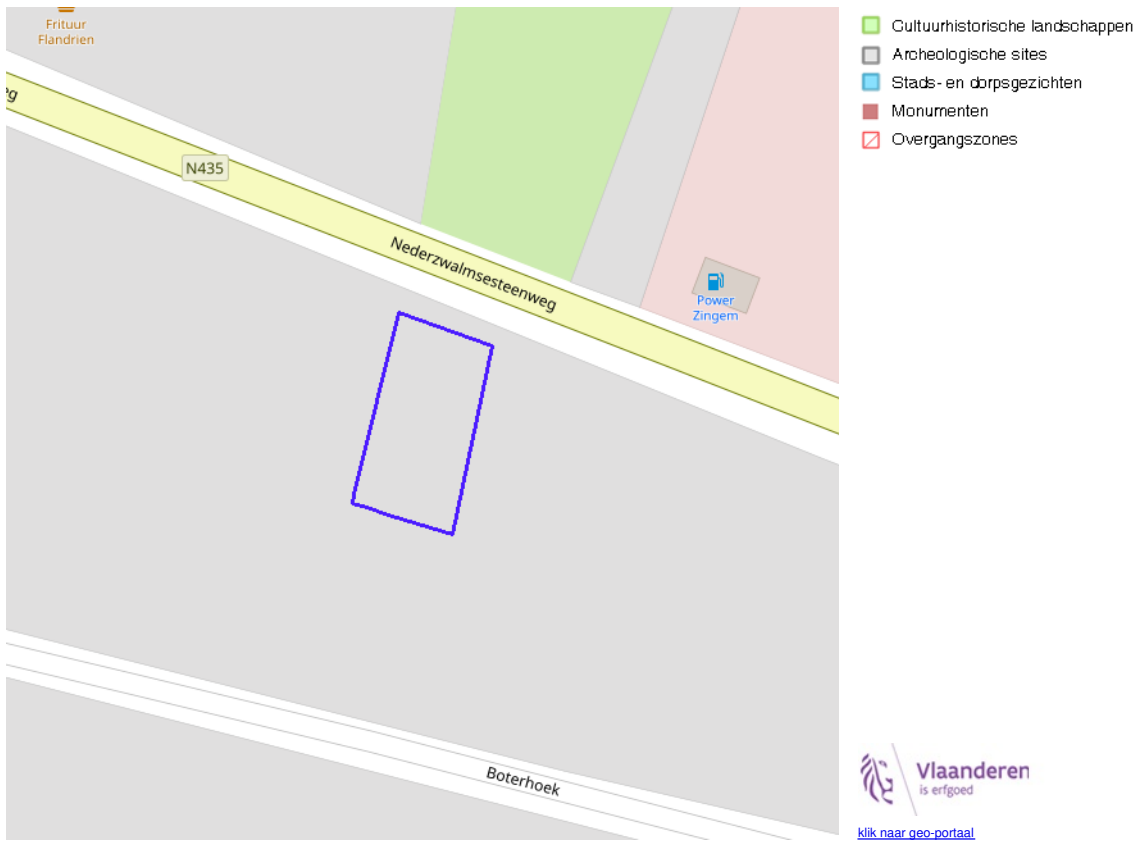 Frituur
Flandrien
eg
N435
Nederzwalmsesteenweg
Power
Zingem
Boterhoek
Cultuurhistorische landschappen
Archeologische sites
Stads- en dorpsgezichten
Monumenten
Overgangszones
Vlaanderen
is erfgoed
klik naar geo-portaal